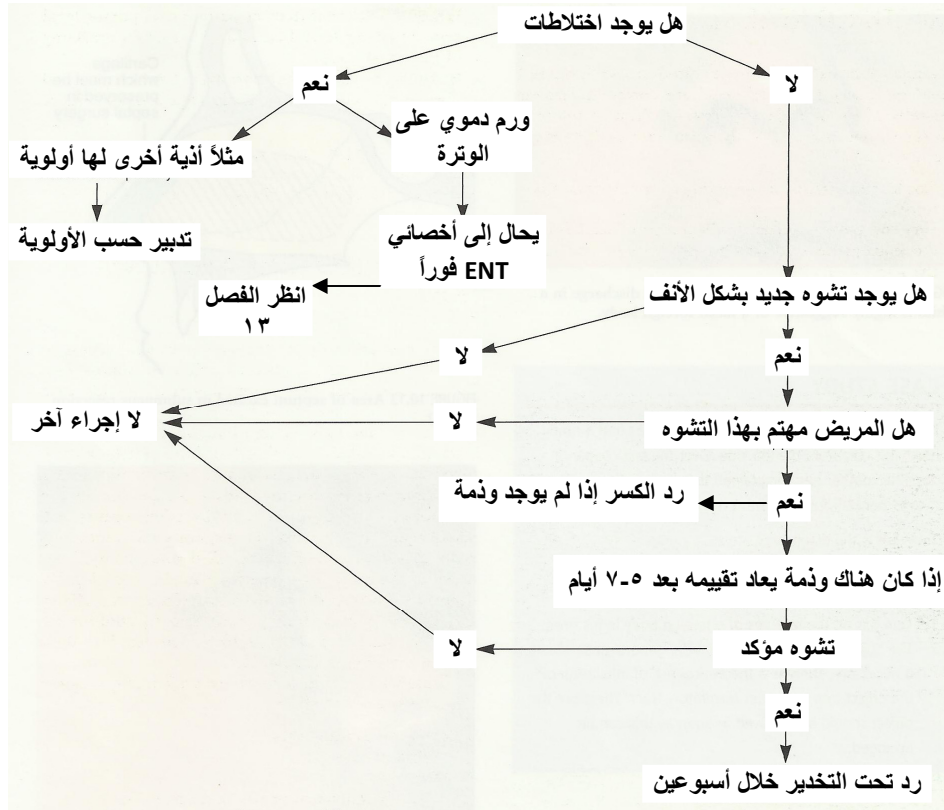 هل يوجد اختلاطات
نعم
لا
ورم دموي على
الوترة
مثلاً أذية أخرى لها أولوية
تدبير حسب الأولوية
يحال إلى أخصائي
ENT فوراً
انظر الفصل
١٣
هل يوجد تشوه جديد بشكل الأنف
لا
نعم
هل المريض مهتم بهذا التشوه
لا
لا إجراء آخر
نعم
رد الكسر إذا لم يوجد وذمة
إذا كان هناك وذمة يعاد تقييمه بعد ٥-٧ أيام
تشوه مؤكد
لا
نعم
رد تحت التخدير خلال أسبوعين